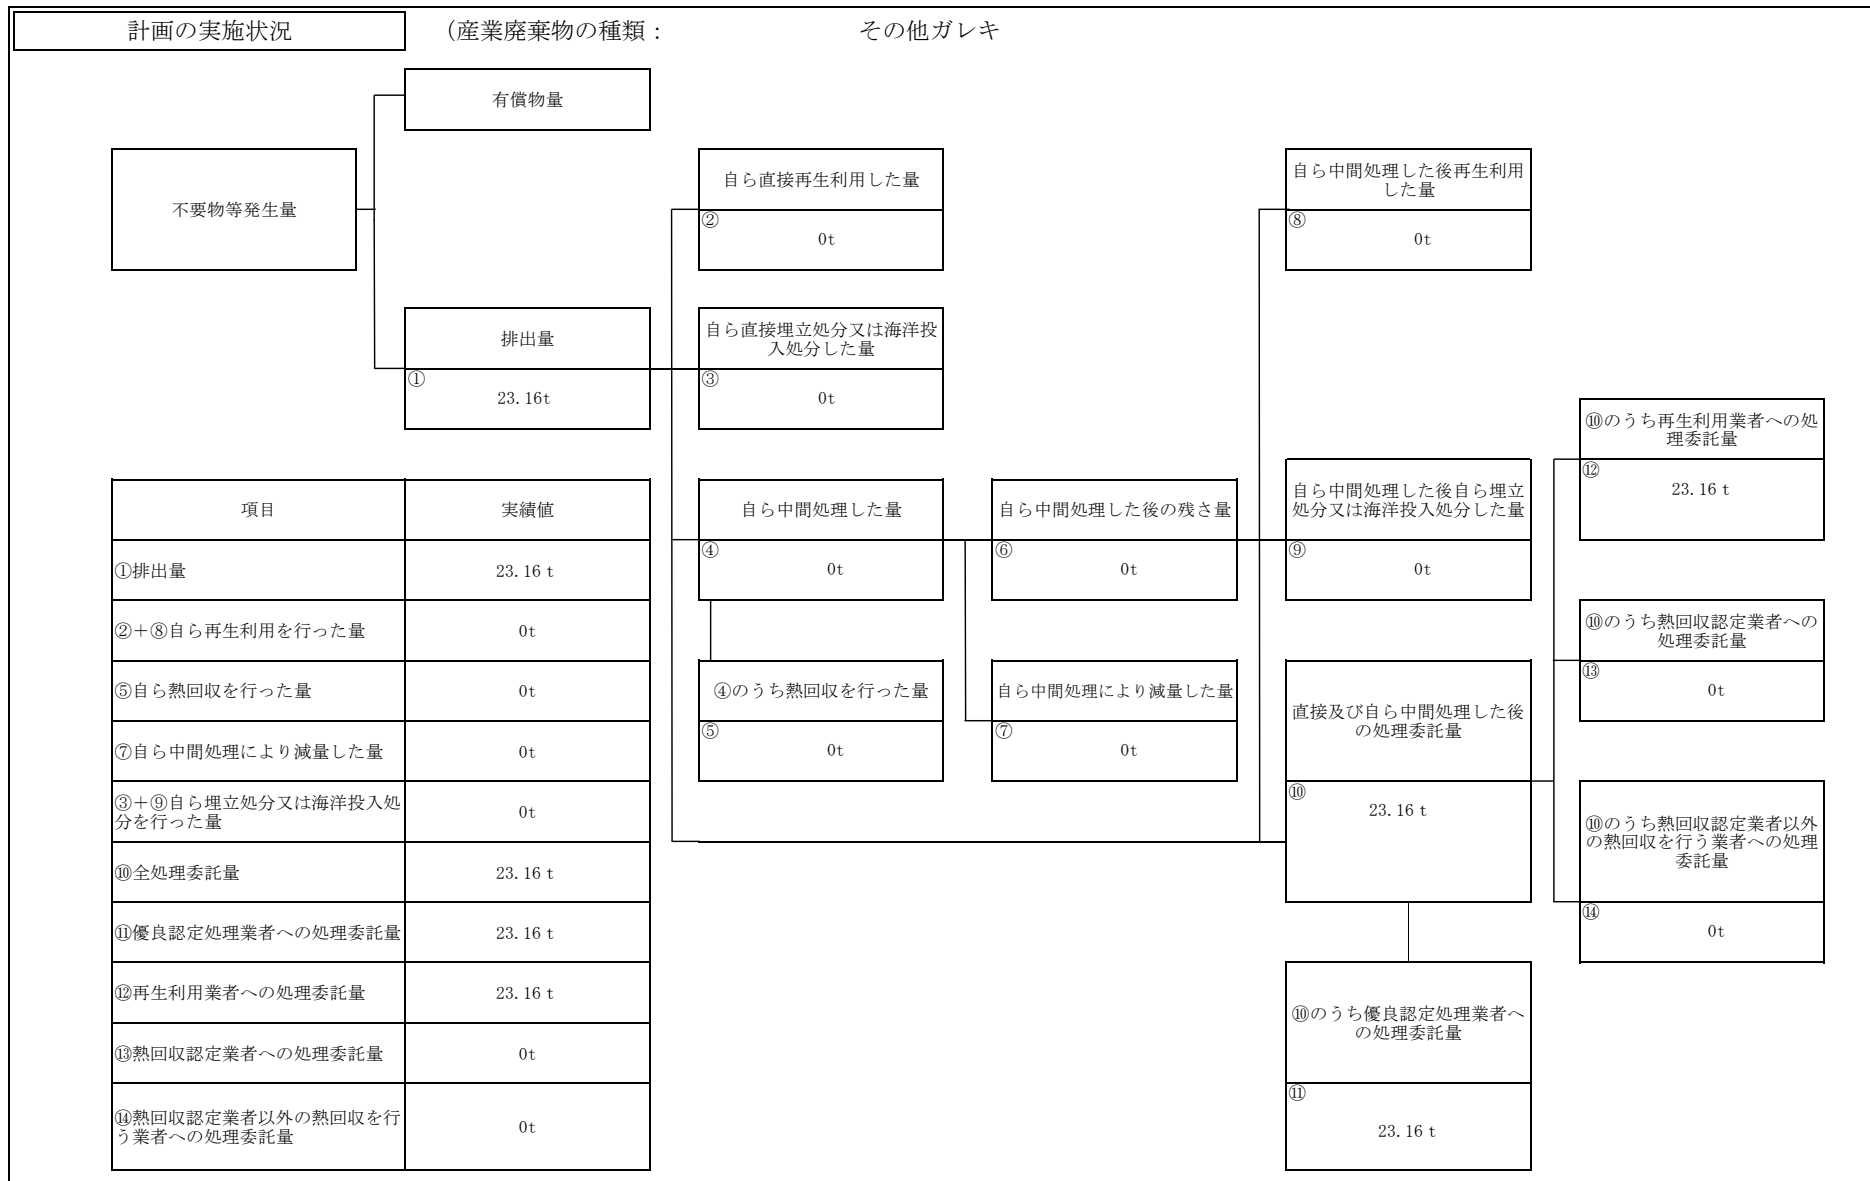 計画の実施状況
(産業廃棄物の種類： その他ガレキ
有償物量
不要物等発生量
自ら直接再生利用した量
②
0t
自ら中間処理した後再生利用
した量
⑧
0t
排出量
①
23.16t
自ら直接埋立処分又は海洋投
入処分した量
③
0t
⑩のうち再生利用業者への処
理委託量
⑫
23.16 t
項目 実績値
①排出量 23.16 t
②＋⑧自ら再生利用を行った量 0t
⑤自ら熱回収を行った量 0t
⑦自ら中間処理により減量した量 0t
③＋⑨自ら埋立処分又は海洋投入処
分を行った量 0t
⑩全処理委託量 23.16 t
⑪優良認定処理業者への処理委託量 23.16 t
⑫再生利用業者への処理委託量 23.16 t
⑬熱回収認定業者への処理委託量 0t
⑭熱回収認定業者以外の熱回収を行
う業者への処理委託量 0t
自ら中間処理した量
④
0t
自ら中間処理した後の残さ量
⑥
0t
自ら中間処理した後自ら埋立
処分又は海洋投入処分した量
⑨
0t
⑩のうち熱回収認定業者への
処理委託量
⑬
0t
④のうち熱回収を行った量
⑤
0t
自ら中間処理により減量した量
⑦
0t
直接及び自ら中間処理した後
の処理委託量
⑩
23.16 t
⑩のうち熱回収認定業者以外
の熱回収を行う業者への処理
委託量
⑭
0t
⑩のうち優良認定処理業者へ
の処理委託量
⑪
23.16 t